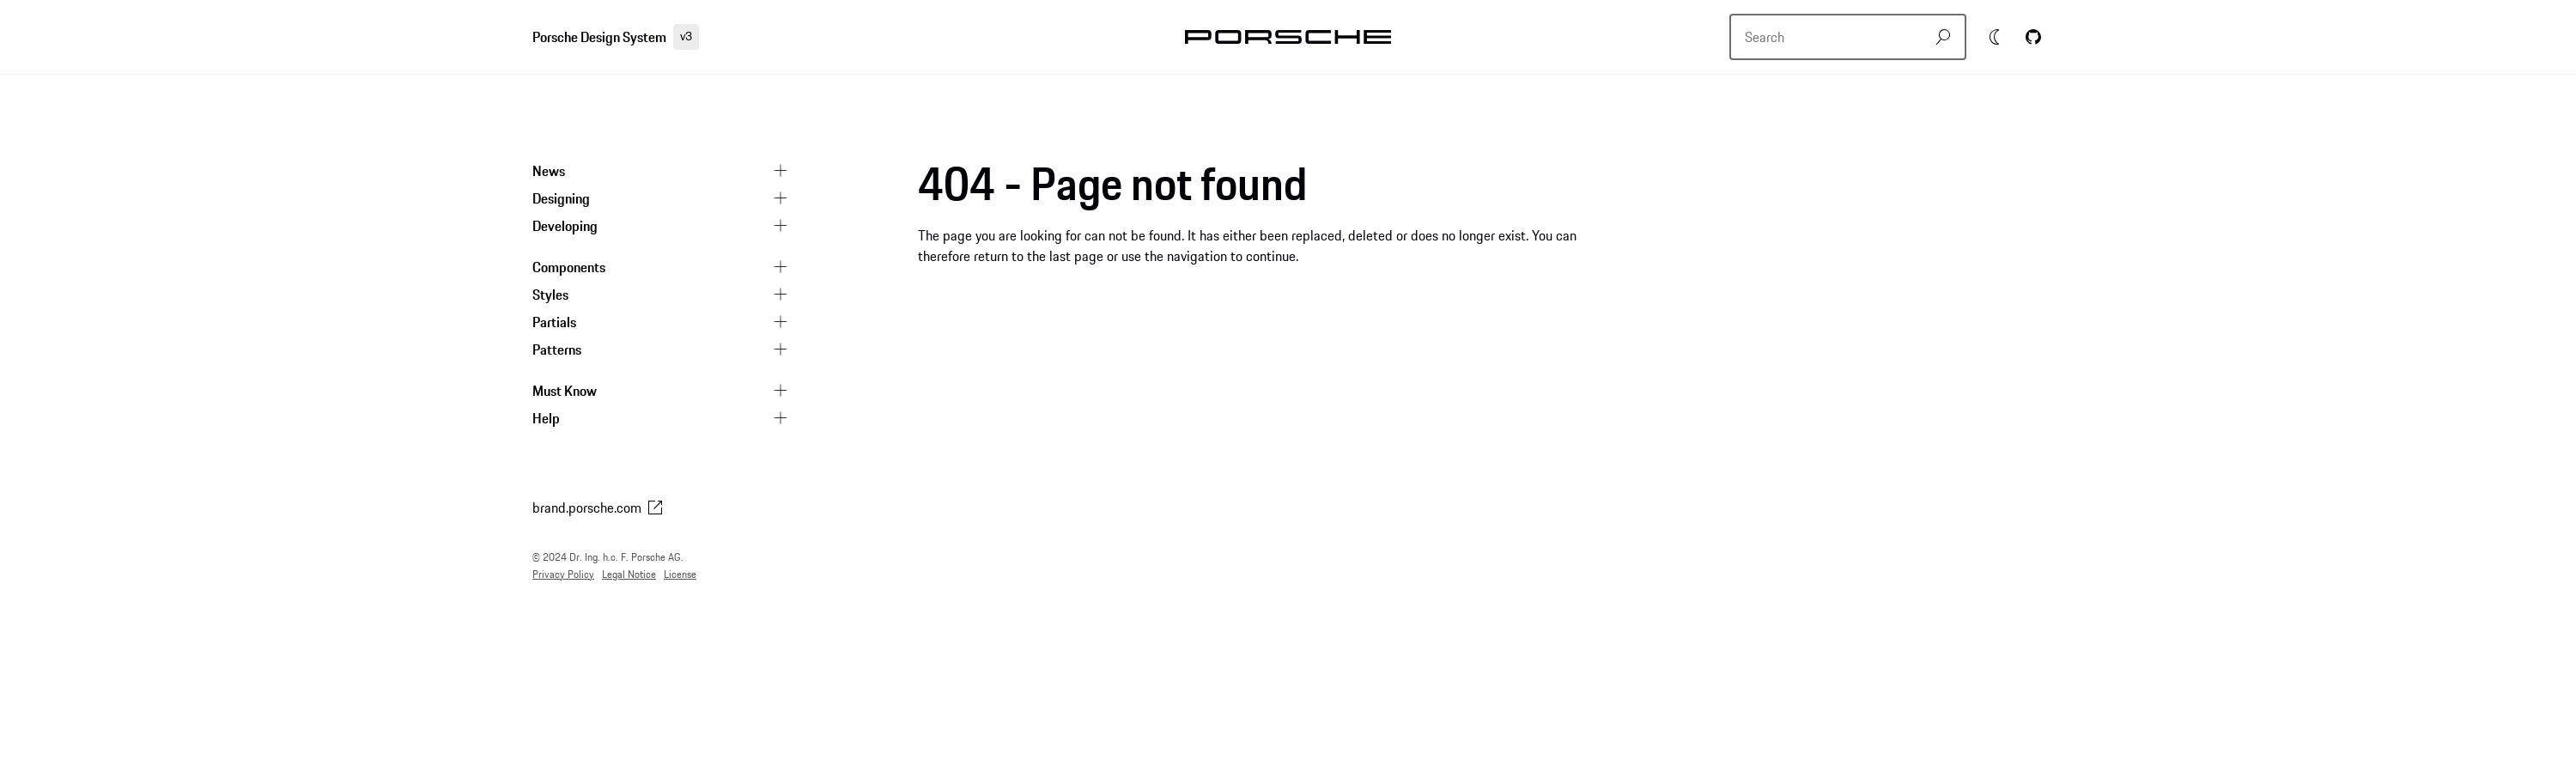 Porsche Design System v3
PORSCHE
Search
News
Designing
Developing
Components
Styles
Partials
Patterns
Must Know
Help
brand.porsche.com
© 2024 Dr. Ing. h.c. F. Porsche AG.
Privacy Policy Legal Notice License
404 - Page not found
The page you are looking for can not be found. It has either been replaced, deleted or does no longer exist. You can
therefore return to the last page or use the navigation to continue.